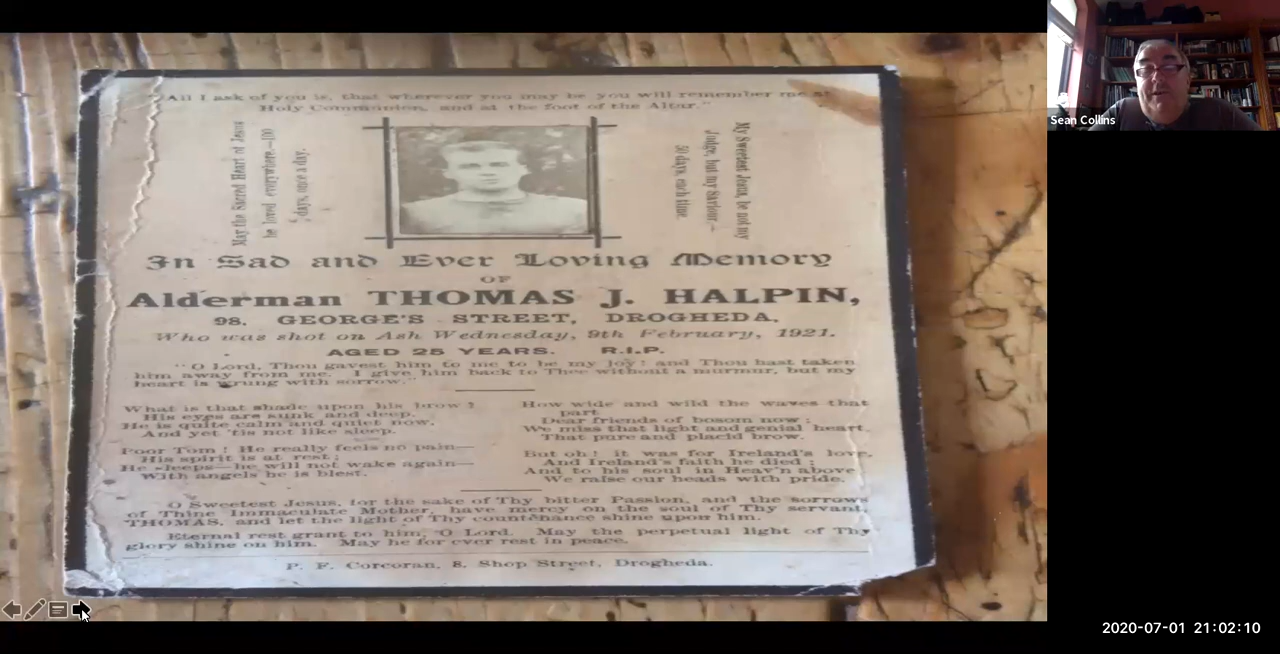 "All I ask of you is, that wherever you may be you will remember me at
Holy Communion, and at the foot of the Altar."
May the Sacred Heart of Jesus
be loved everywhere.—100
days, once a day.
My Sweetest Jesus, be not my
Judge, but my Saviour.—
50 days, each time.
In Sad and Ever Loving Memory
OF
Alderman THOMAS J. HALPIN,
98. GEORGE'S STREET, DROGHEDA,
Who was shot on Ash Wednesday, 9th February, 1921.
AGED 25 YEARS. R.I.P.
"O Lord, Thou gavest him to me to be my joy! and Thou hast taken
him away from me. I give him back to Thee without a murmur, but my
heart is wrung with sorrow."
What is that shade upon his brow?
His eyes are sunk and deep.
He is quite calm and quiet now.
And yet 'tis not like sleep.
Poor Tom! He really feels no pain—
His spirit is at rest;
He sleeps—he will not wake again—
With angels he is blest.
How wide and wild the waves that
part
Dear friends of bosom now;
We miss that light and genial heart,
That pure and placid brow.
But oh! it was for Ireland's love,
And Ireland's faith he died;
And to his soul in Heav'n above
We raise our heads with pride.
O Sweetest Jesus, for the sake of Thy bitter Passion, and the sorrows
of Thine Immaculate Mother, have mercy on the soul of Thy servant,
THOMAS, and let the light of Thy countenance shine upon him.
Eternal rest grant to him, O Lord. May the perpetual light of Thy
glory shine on him. May he for ever rest in peace.
P. F. Corcoran, 8. Shop Street, Drogheda.
Sean Collins
2020-07-01 21:02:10